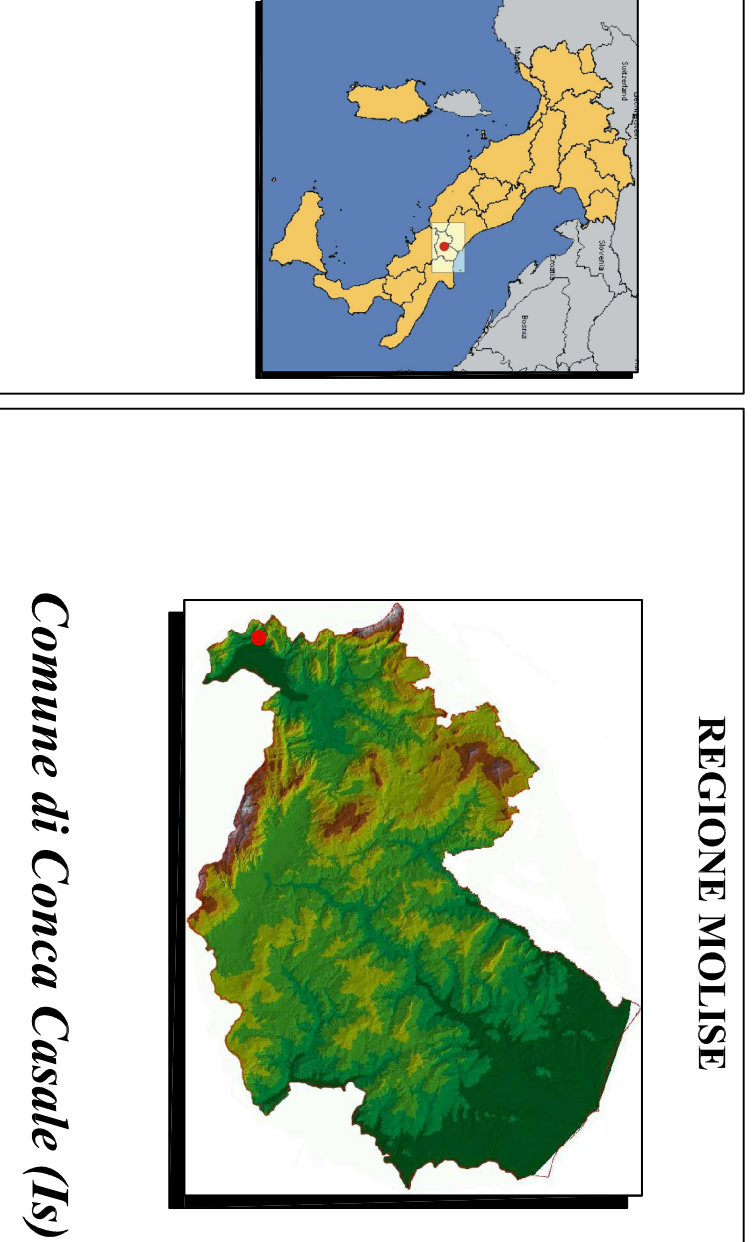 Switzerland
Slovenia
Croatia
Bosnia
REGIONE MOLISE
Comune di Conca Casale (Is)